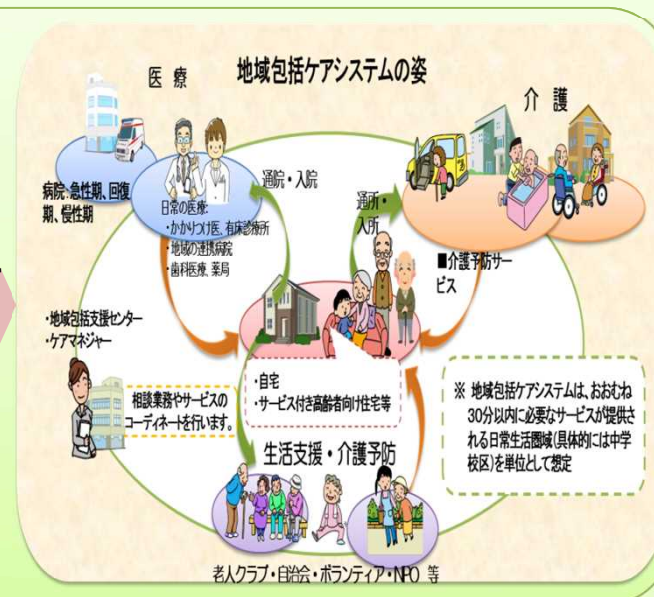 地域包括ケアシステムの姿
医 療
介 護
病院:急性期、回復
期、慢性期
日常の医療:
・かかりつけ医、有床診療所
・地域の連携病院
・歯科医療、薬局
通院・入院
通所・
入所
■介護予防サー
ビス
・地域包括支援センター
・ケアマネジャー
相談業務やサービスの
コーディネートを行います。
・自宅
・サービス付き高齢者向け住宅等
※ 地域包括ケアシステムは、おおむね
30分以内に必要なサービスが提供さ
れる日常生活圏域(具体的には中学
校区)を単位として想定
生活支援・介護予防
老人クラブ・自治会・ボランティア・NPO 等